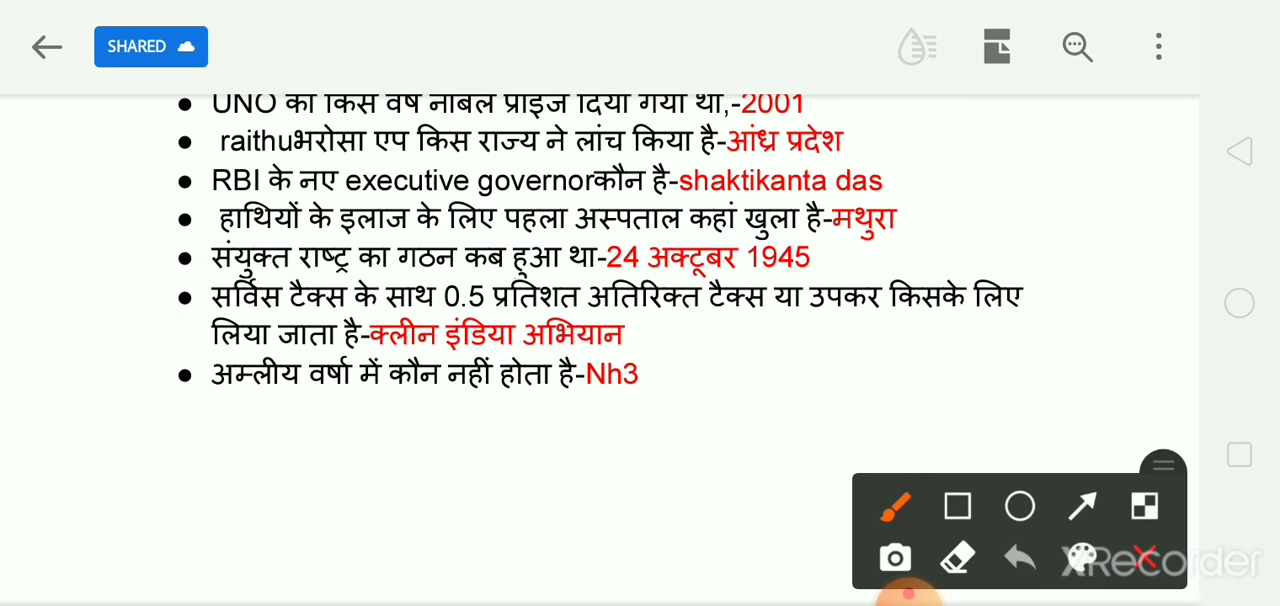 SHARED
UNO को किस वर्ष नोबेल प्राइज दिया गया था,-2001
raithuभरोसा एप किस राज्य ने लांच किया है-आंध्र प्रदेश
RBI के नए executive governorकौन है-shaktikanta das
हाथियों के इलाज के लिए पहला अस्पताल कहां खुला है-मथुरा
संयुक्त राष्ट्र का गठन कब हुआ था-24 अक्टूबर 1945
सर्विस टैक्स के साथ 0.5 प्रतिशत अतिरिक्त टैक्स या उपकर किसके लिए
लिया जाता है-क्लीन इंडिया अभियान
अम्लीय वर्षा में कौन नहीं होता है-Nh3
XRecorder